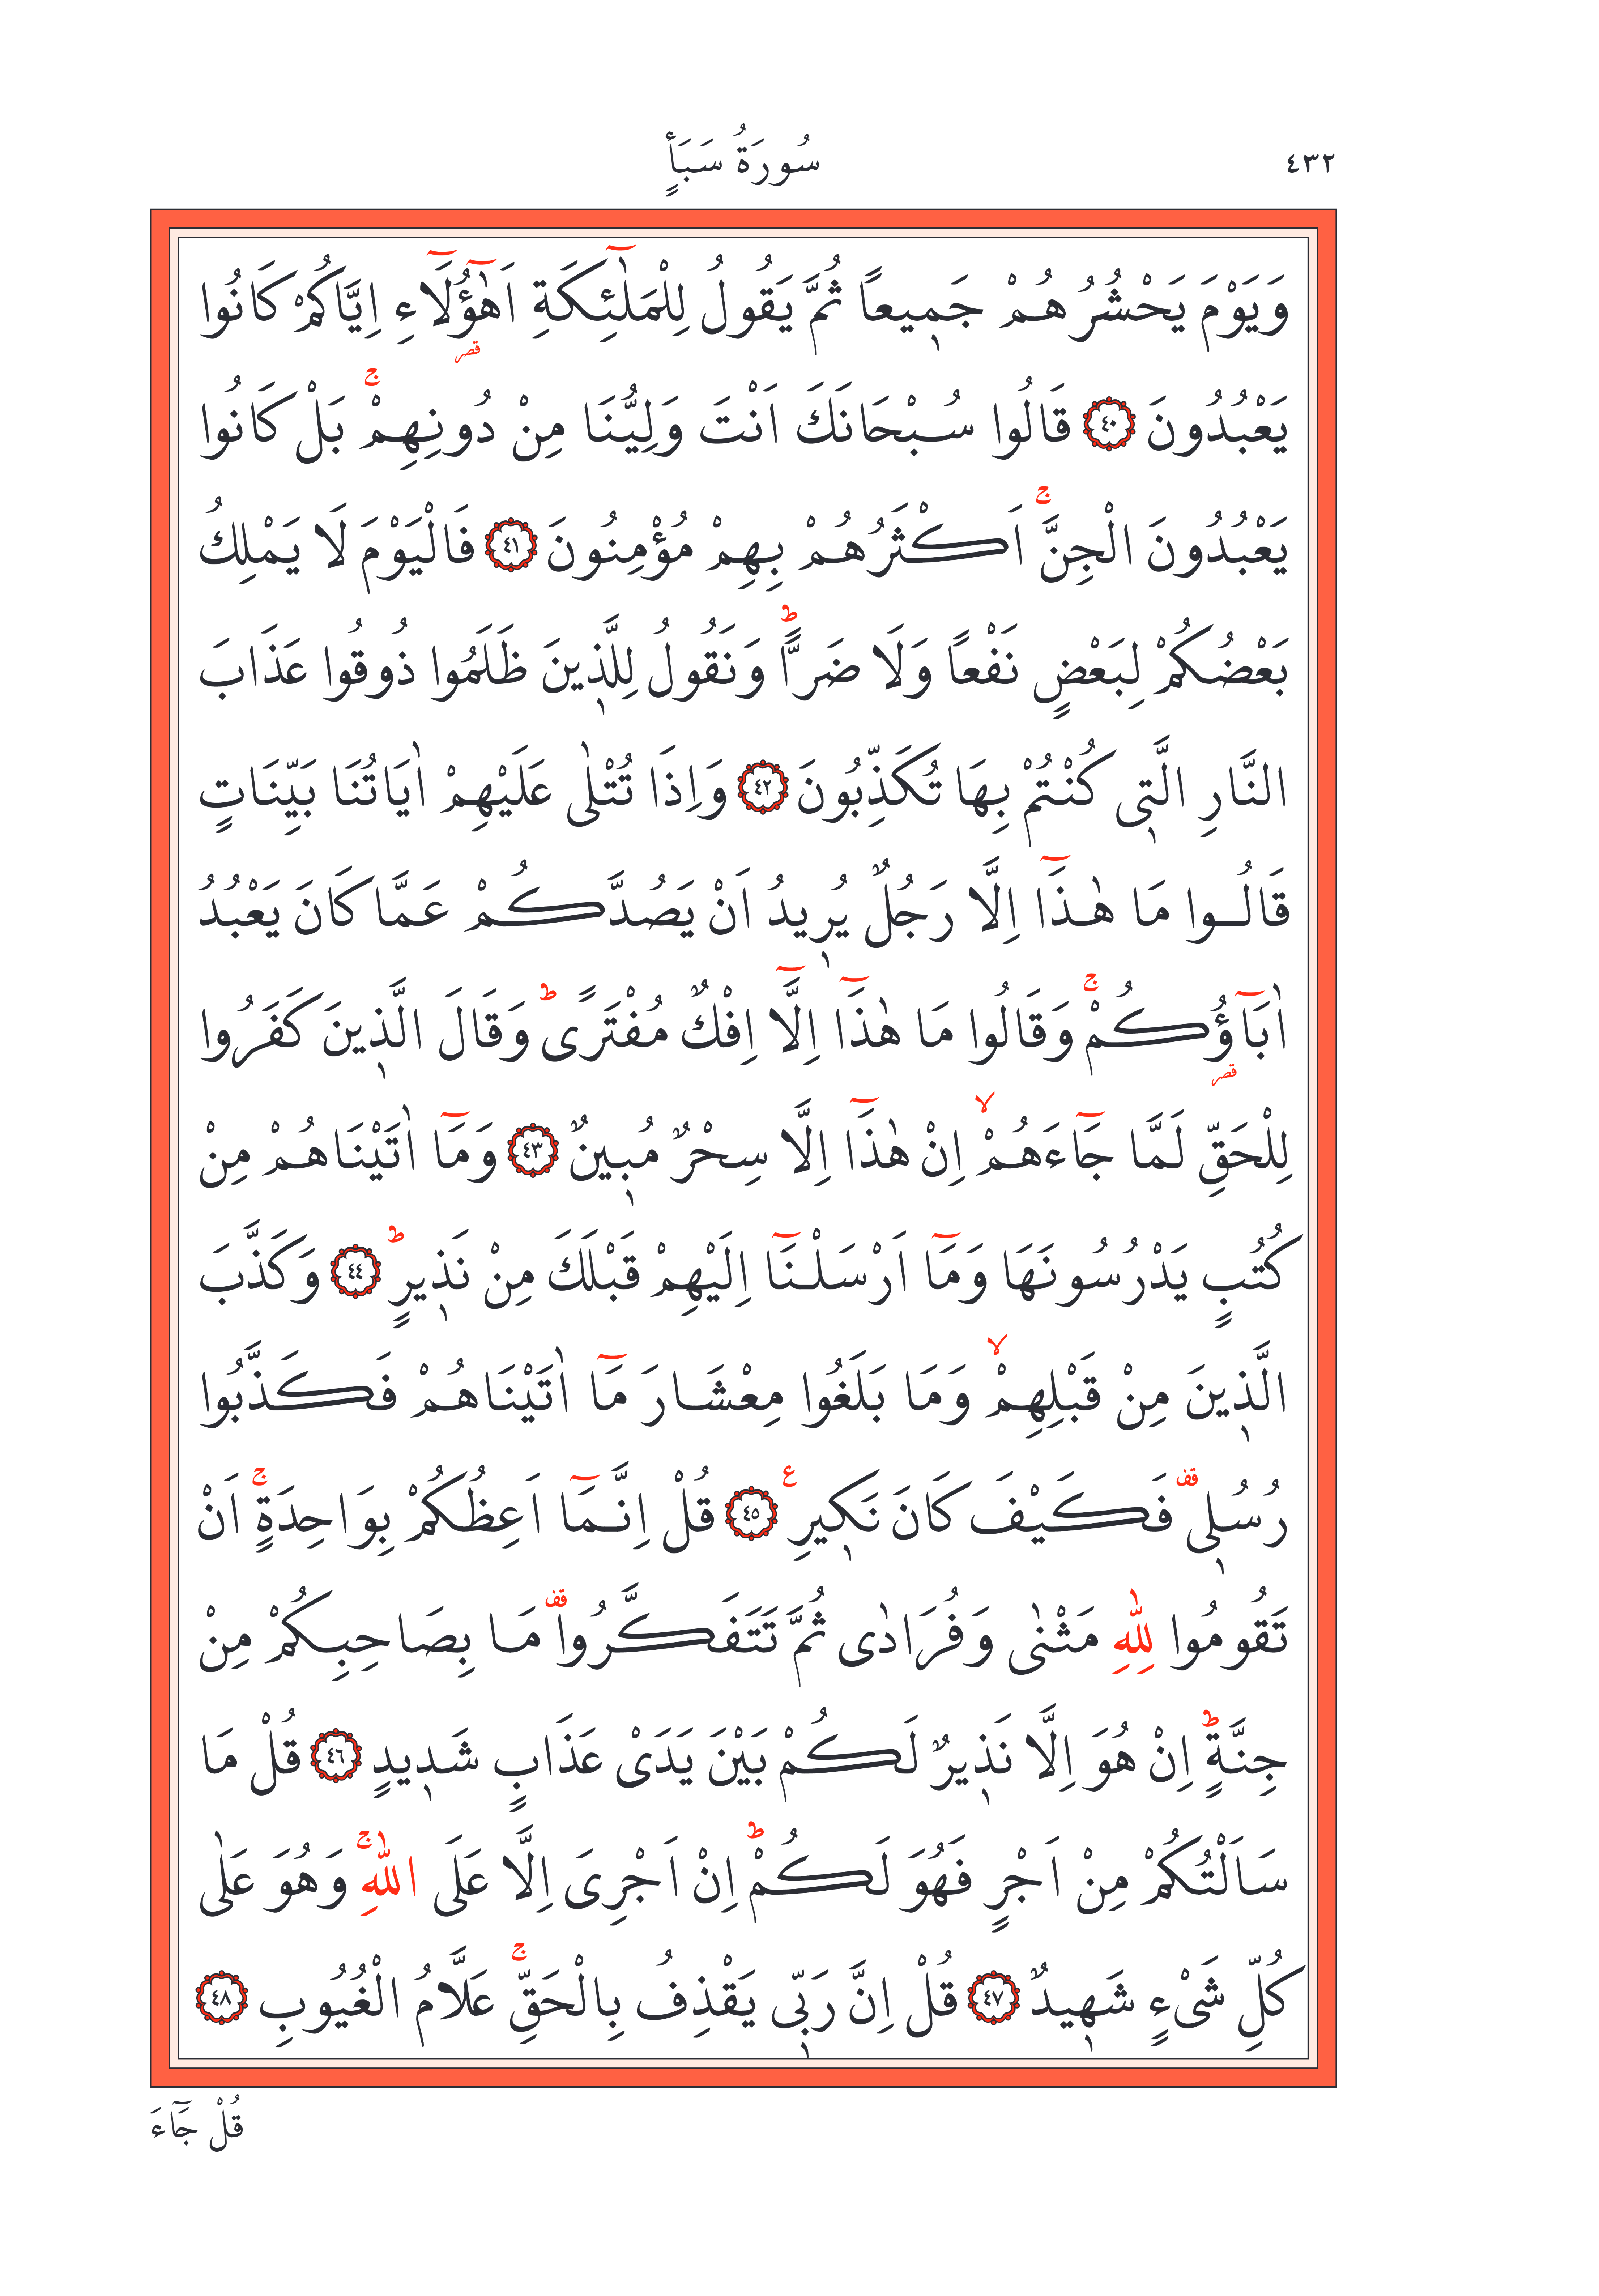 ٤٣٢
سُورَةُ سَبَأٍ
وَيَوْمَ يَحْشُرُهُمْ جَمٖيعاً ثُمَّ يَقُولُ لِلْمَلٰٓئِكَةِ اَهٰٓؤُ۬لَٓاءِ اِيَّاكُمْ كَانُوا
قصر
يَعْبُدُونَ ﴿٤٠﴾ قَالُوا سُبْحَانَكَ اَنْتَ وَلِيُّنَا مِنْ دُونِهِمْۚ بَلْ كَانُوا
يَعْبُدُونَ الْجِنَّۚ اَكْثَرُهُمْ بِهِمْ مُؤْمِنُونَ ﴿٤١﴾ فَالْيَوْمَ لَا يَمْلِكُ
بَعْضُكُمْ لِبَعْضٍ نَفْعًا وَلَا ضَرًّاؕ وَنَقُولُ لِلَّذٖينَ ظَلَمُوا ذُوقُوا عَذَابَ
النَّارِ الَّتٖى كُنْتُمْ بِهَا تُكَذِّبُونَ ﴿٤٢﴾ وَاِذَا تُتْلٰى عَلَيْهِمْ اٰيَاتُنَا بَيِّنَاتٍ
قَالُوا مَا هٰذَٓا اِلَّا رَجُلٌ يُرٖيدُ اَنْ يَصُدَّكُمْ عَمَّا كَانَ يَعْبُدُ
اٰبَٓاؤُ۬كُمْۚ وَقَالُوا مَا هٰذَٓا اِلَّٓا اِفْكٌ مُفْتَرًىؕ وَقَالَ الَّذٖينَ كَفَرُوا
قصر
لِلْحَقِّ لَمَّا جَٓاءَهُمْۙ اِنْ هٰذَٓا اِلَّا سِحْرٌ مُبٖينٌ ﴿٤٣﴾ وَمَٓا اٰتَيْنَاهُمْ مِنْ
كُتُبٍ يَدْرُسُونَهَا وَمَٓا اَرْسَلْنَٓا اِلَيْهِمْ قَبْلَكَ مِنْ نَذٖيرٍؕ ﴿٤٤﴾ وَكَذَّبَ
الَّذٖينَ مِنْ قَبْلِهِمْۙ وَمَا بَلَغُوا مِعْشَارَ مَٓا اٰتَيْنَاهُمْ فَكَذَّبُوا
رُسُلٖى قف فَكَيْفَ كَانَ نَكٖيرِ ع ﴿٤٥﴾ قُلْ اِنَّمَٓا اَعِظُكُمْ بِوَاحِدَةٍۚ اَنْ
تَقُومُوا لِلّٰهِ مَثْنٰى وَفُرَادٰى ثُمَّ تَتَفَكَّرُوا قف مَا بِصَاحِبِكُمْ مِنْ
جِنَّةٍؕ اِنْ هُوَ اِلَّا نَذٖيرٌ لَكُمْ بَيْنَ يَدَىْ عَذَابٍ شَدٖيدٍ ﴿٤٦﴾ قُلْ مَا
سَاَلْتُكُمْ مِنْ اَجْرٍ فَهُوَ لَكُمْؕ اِنْ اَجْرِىَ اِلَّا عَلَى اللّٰهِۚ وَهُوَ عَلٰى
كُلِّ شَىْءٍ شَهٖيدٌ ﴿٤٧﴾ قُلْ اِنَّ رَبّٖى يَقْذِفُ بِالْحَقِّۚ عَلَّامُ الْغُيُوبِ ﴿٤٨﴾
قُلْ جَٓاءَ